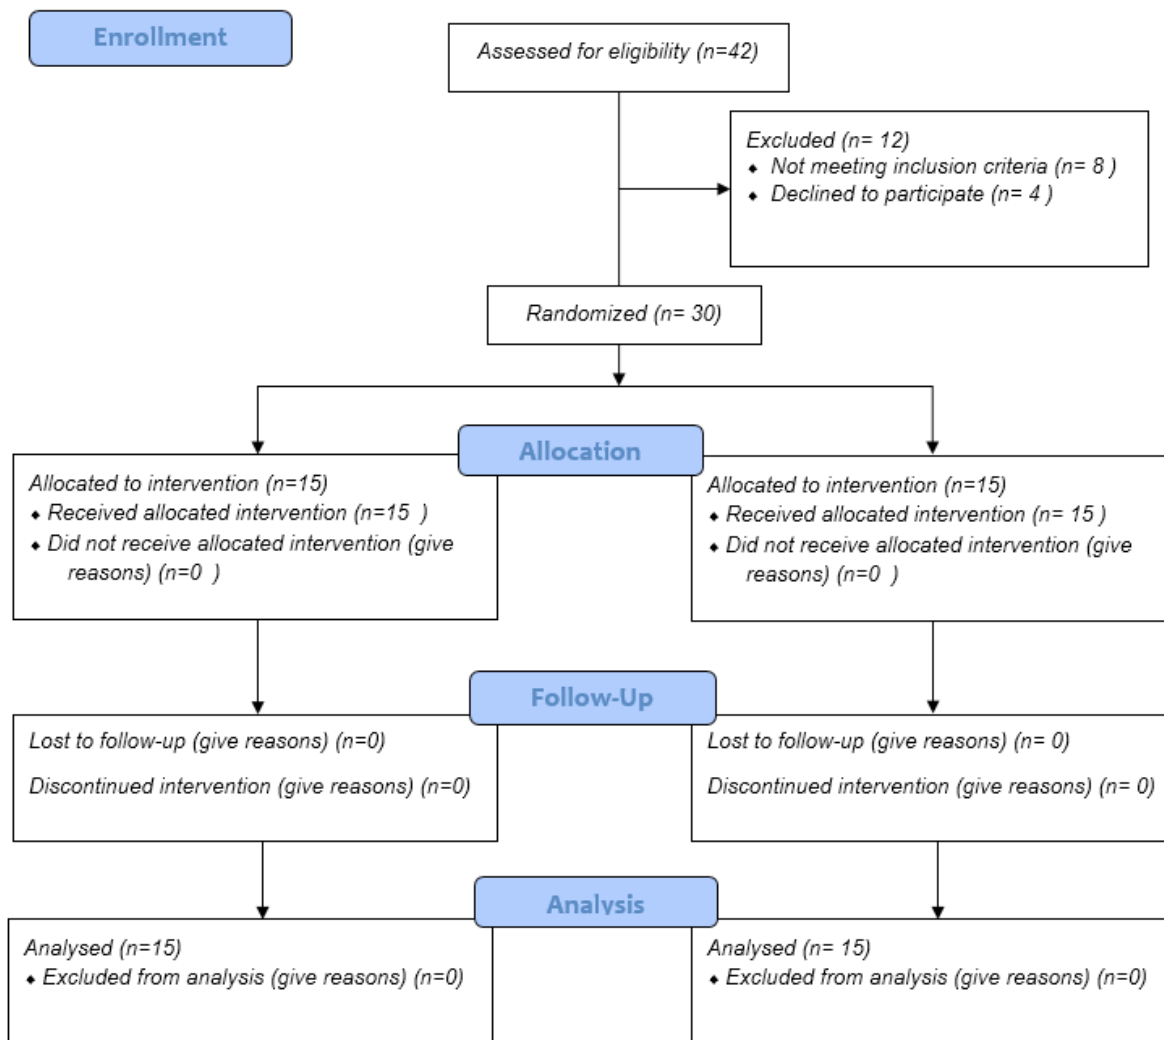 Enrollment
Assessed for eligibility (n=42)
Excluded (n= 12)
⬥ Not meeting inclusion criteria (n= 8 )
⬥ Declined to participate (n= 4 )
Randomized (n= 30)
Allocation
Allocated to intervention (n=15)
⬥ Received allocated intervention (n=15 )
⬥ Did not receive allocated intervention (give
reasons) (n=0 )
Allocated to intervention (n=15)
⬥ Received allocated intervention (n= 15 )
⬥ Did not receive allocated intervention (give
reasons) (n=0 )
Follow-Up
Lost to follow-up (give reasons) (n=0)
Discontinued intervention (give reasons) (n=0)
Lost to follow-up (give reasons) (n= 0)
Discontinued intervention (give reasons) (n= 0)
Analysis
Analysed (n=15)
⬥ Excluded from analysis (give reasons) (n=0)
Analysed (n= 15)
⬥ Excluded from analysis (give reasons) (n=0)